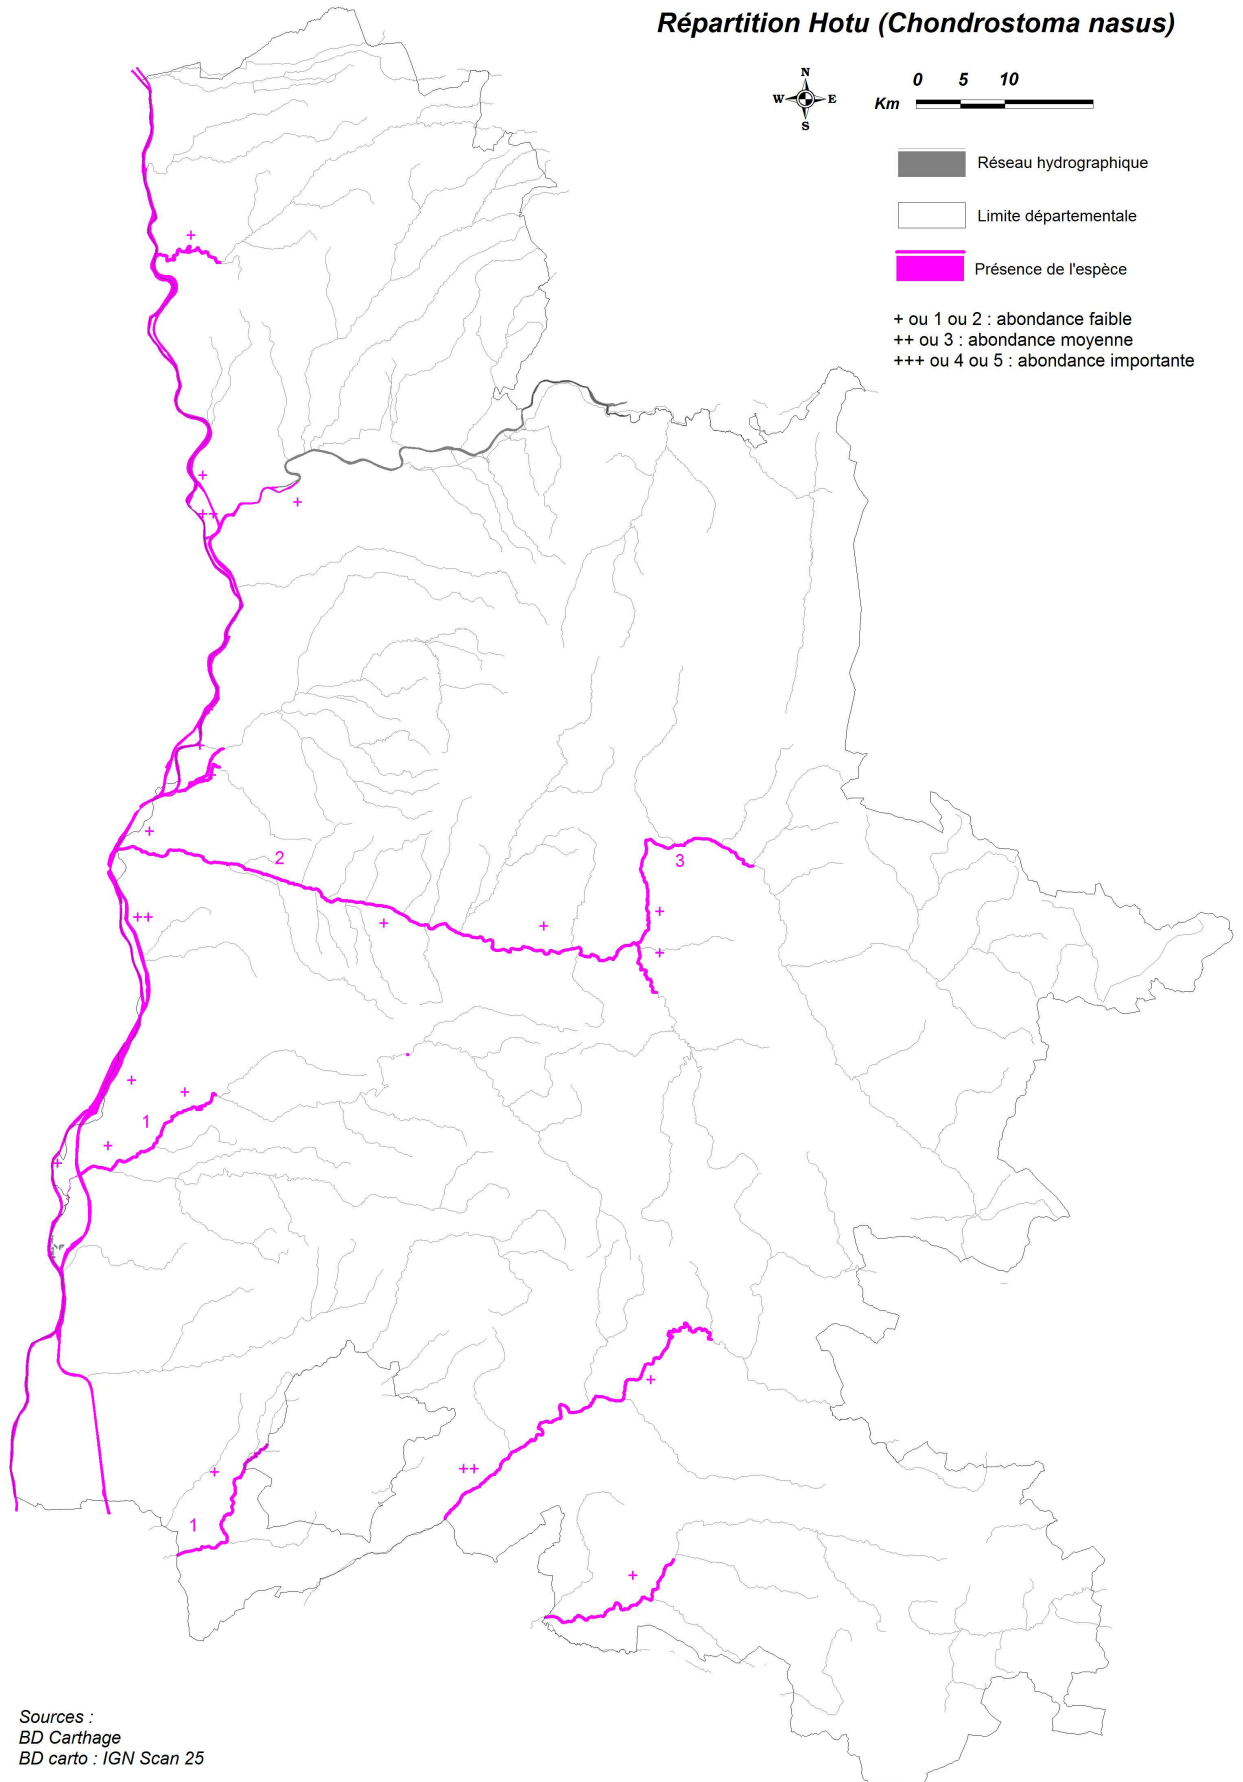 Répartition Hotu (Chondrostoma nasus)
N
W E
S
0 5 10
Km
Réseau hydrographique
Limite départementale
Présence de l'espèce
+ ou 1 ou 2 : abondance faible
++ ou 3 : abondance moyenne
+++ ou 4 ou 5 : abondance importante
+
+
+
++
+
+
+
2
3
++
+
+
+
+
+
+
1
+
+
+
++
+
1
+
Sources :
BD Carthage
BD carto : IGN Scan 25